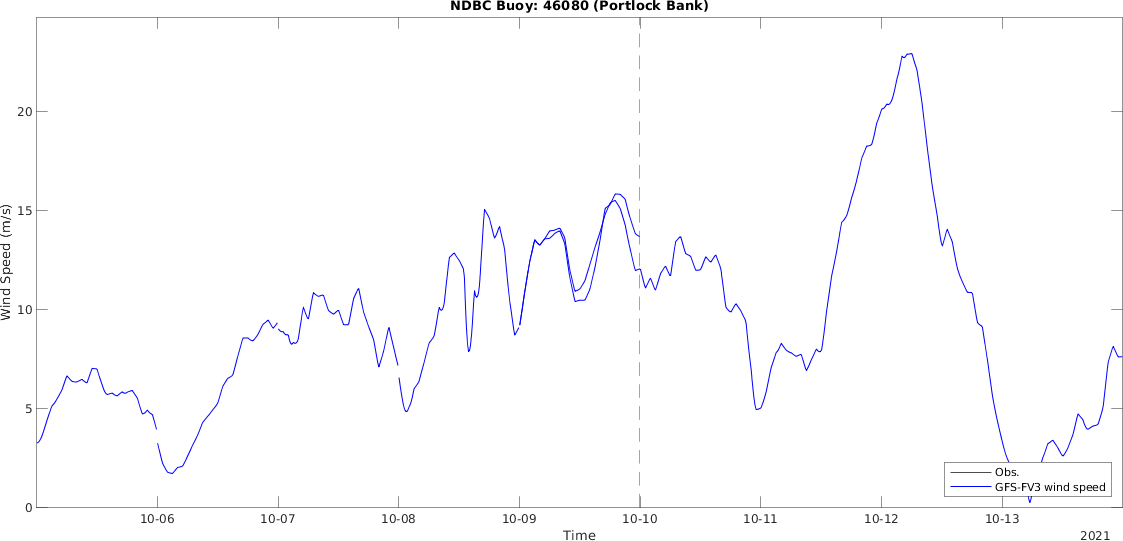 NDBC Buoy: 46080 (Portlock Bank)
Wind Speed (m/s)
20
15
10
5
0
10-06 10-07 10-08 10-09 10-10 10-11 10-12 10-13
Time
2021
Obs.
GFS-FV3 wind speed